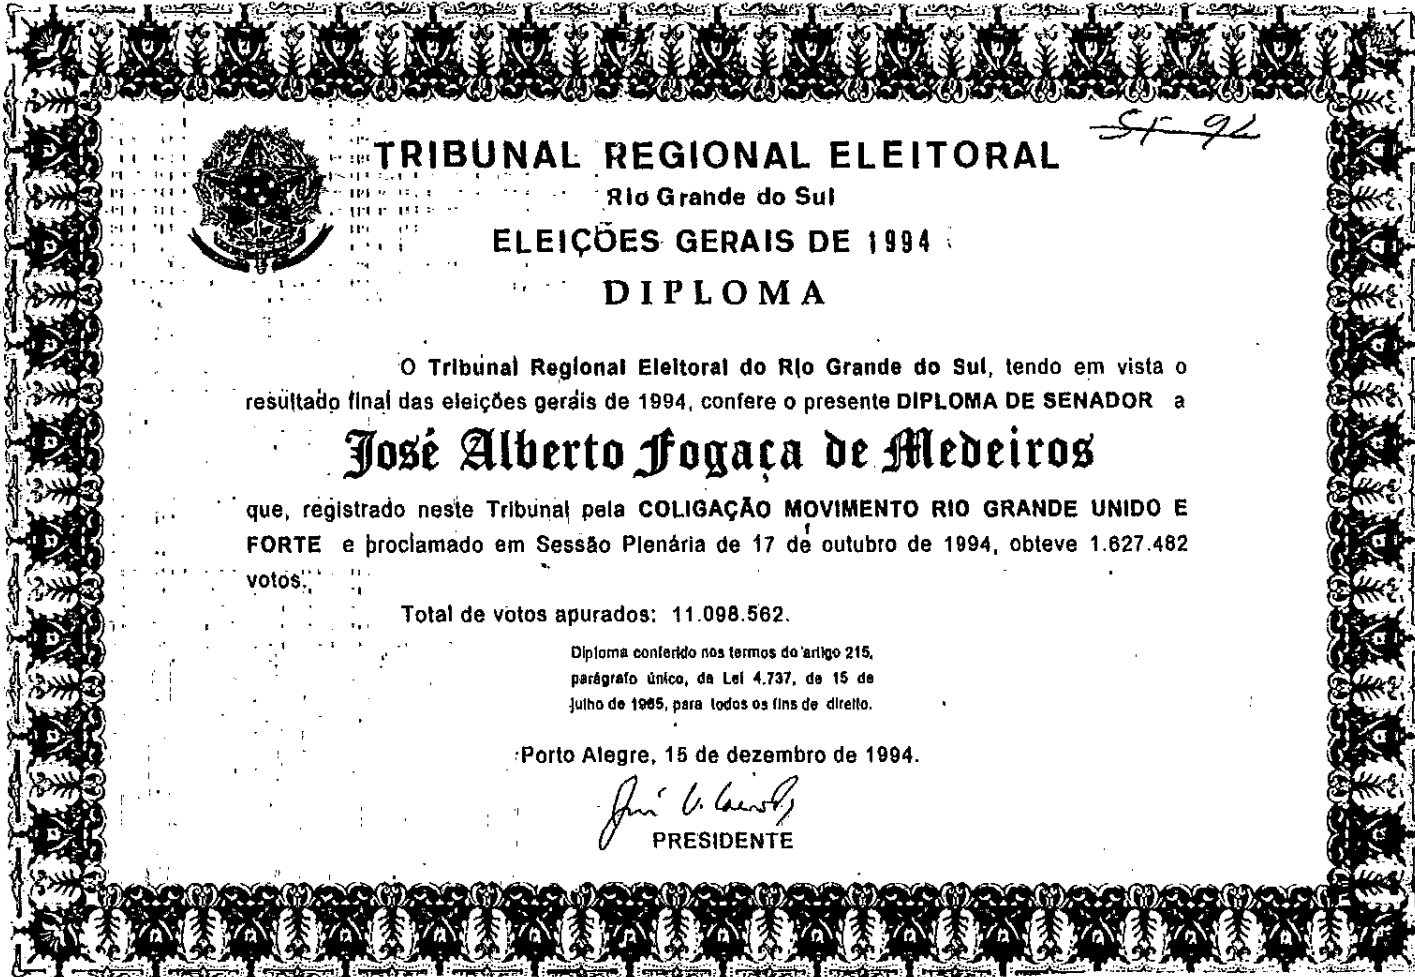 TRIBUNAL REGIONAL ELEITORAL
Rio Grande do Sul
ELEIÇÕES GERAIS DE 1994
DIPLOMA
O Tribunal Regional Eleitoral do Rio Grande do Sul, tendo em vista o
resultado final das eleições gerais de 1994, confere o presente DIPLOMA DE SENADOR a
José Alberto Fogaça de Medeiros
que, registrado neste Tribunal pela COLIGAÇÃO MOVIMENTO RIO GRANDE UNIDO E
FORTE e proclamado em Sessão Plenária de 17 de outubro de 1994, obteve 1.627.482
votos.
Total de votos apurados: 11.098.562.
Diploma conferido nos termos do artigo 215,
parágrafo único, da Lei 4.737, de 15 de
julho de 1965, para todos os fins de direito.
Porto Alegre, 15 de dezembro de 1994.
PRESIDENTE